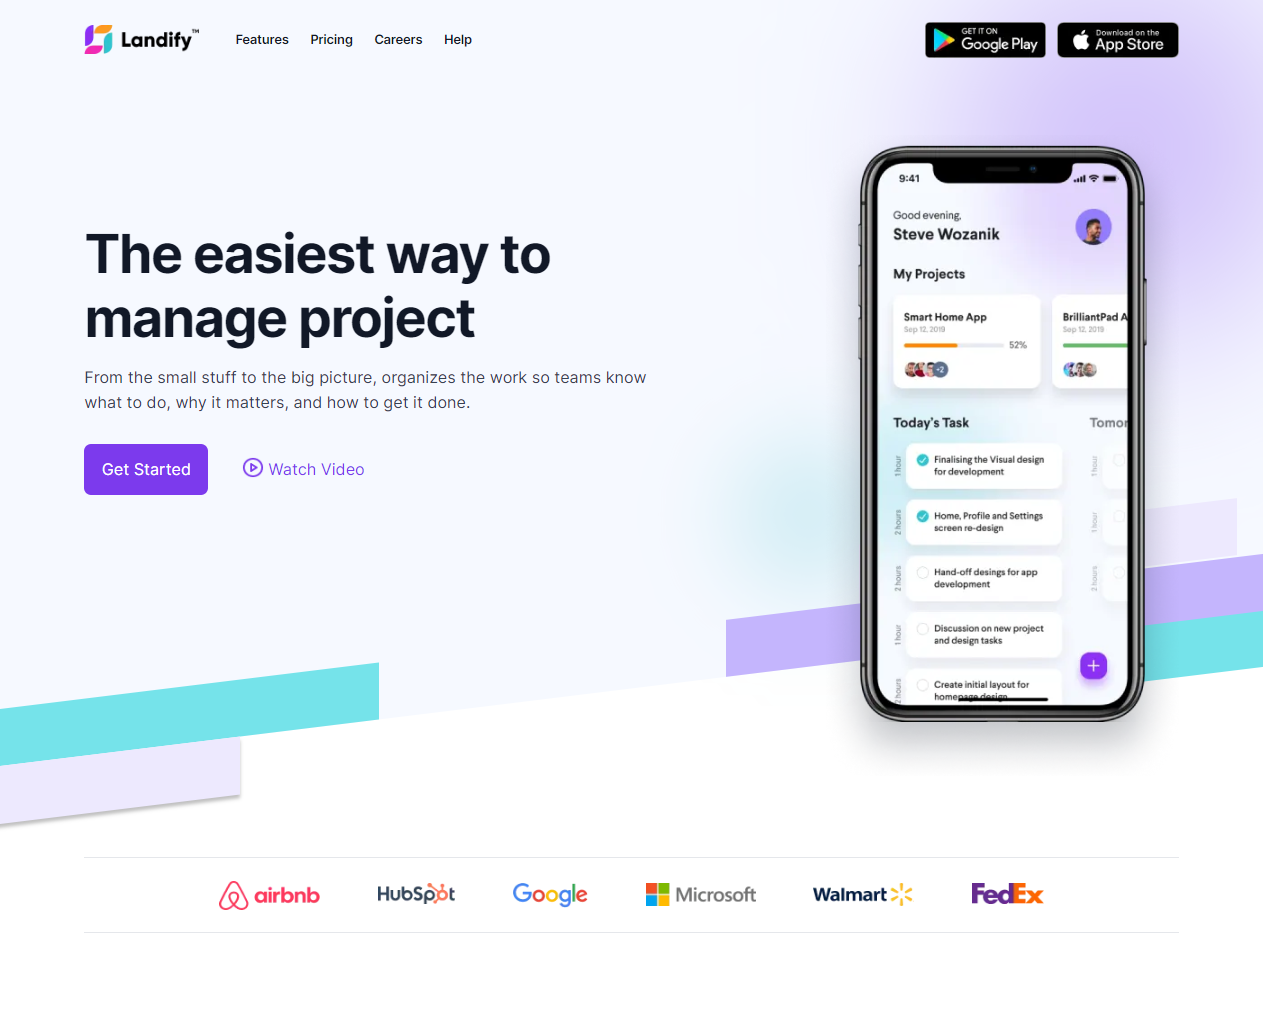 Landify™
Features
Pricing
Careers
Help
GET IT ON
Google Play
Download on the
App Store
The easiest way to
manage project
From the small stuff to the big picture, organizes the work so teams know
what to do, why it matters, and how to get it done.
Get Started
Watch Video
9:41
Good evening,
Steve Wozanik
My Projects
Smart Home App
Sep 12, 2019
52%
+2
BrilliantPad A
Sep 12, 2019
Today's Task
Tomor
1 hour
Finalising the Visual design
for development
1 hour
2 hours
Home, Profile and Settings
screen re-design
1 hour
2 hours
Hand-off desings for app
development
2 hours
1 hour
Discussion on new project
and design tasks
2 hours
Create initial layout for
homepage design
airbnb
HubSpot
Google
Microsoft
Walmart
FedEx